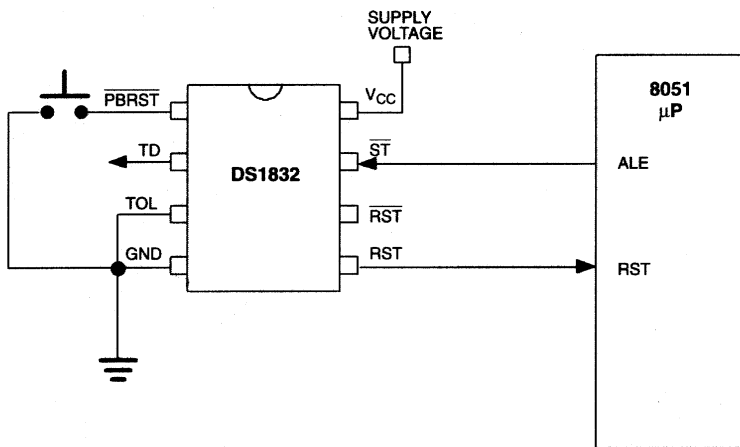 SUPPLY
VOLTAGE
8051
µP
PBRST
VCC
TD
ST
ALE
DS1832
TOL
RST
GND
RST
RST